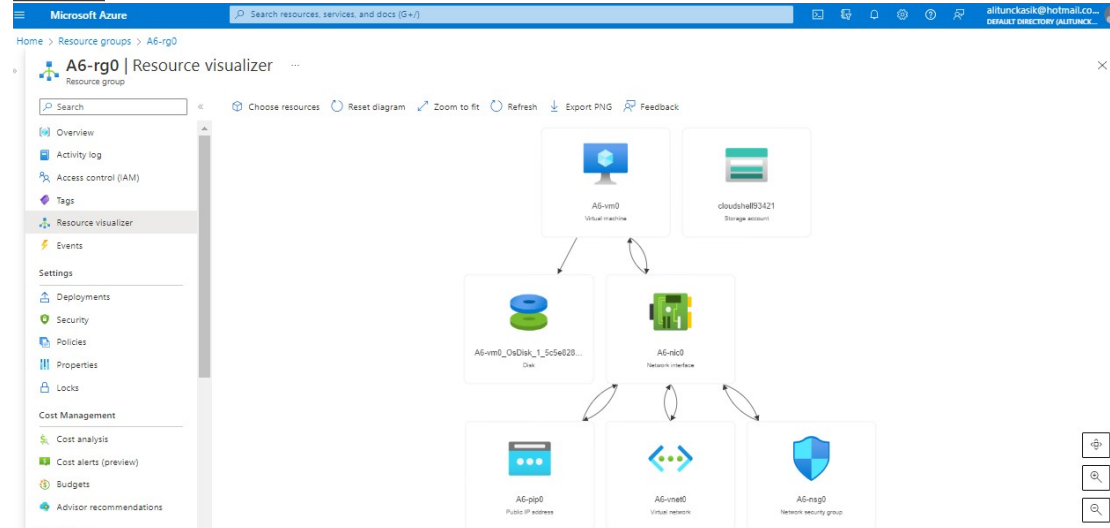 Microsoft Azure
Search resources, services, and docs (G+/)
alitunckasik@hotmail.co...
DEFAULT DIRECTORY (ALITUNCK...
Home > Resource groups > A6-rg0
A6-rg0 | Resource visualizer ...
Resource group
Search
Choose resources
Reset diagram
Zoom to fit
Refresh
Export PNG
Feedback
Overview
Activity log
Access control (IAM)
Tags
Resource visualizer
Events
Settings
Deployments
Security
Policies
Properties
Locks
Cost Management
Cost analysis
Cost alerts (preview)
Budgets
Advisor recommendations
A6-vm0
Virtual machine
cloudshell93421
Storage account
A6-vm0_OsDisk_1_5c5e828...
Disk
A6-nic0
Network interface
A6-pip0
Public IP address
A6-vnet0
Virtual network
A6-nsg0
Network security group